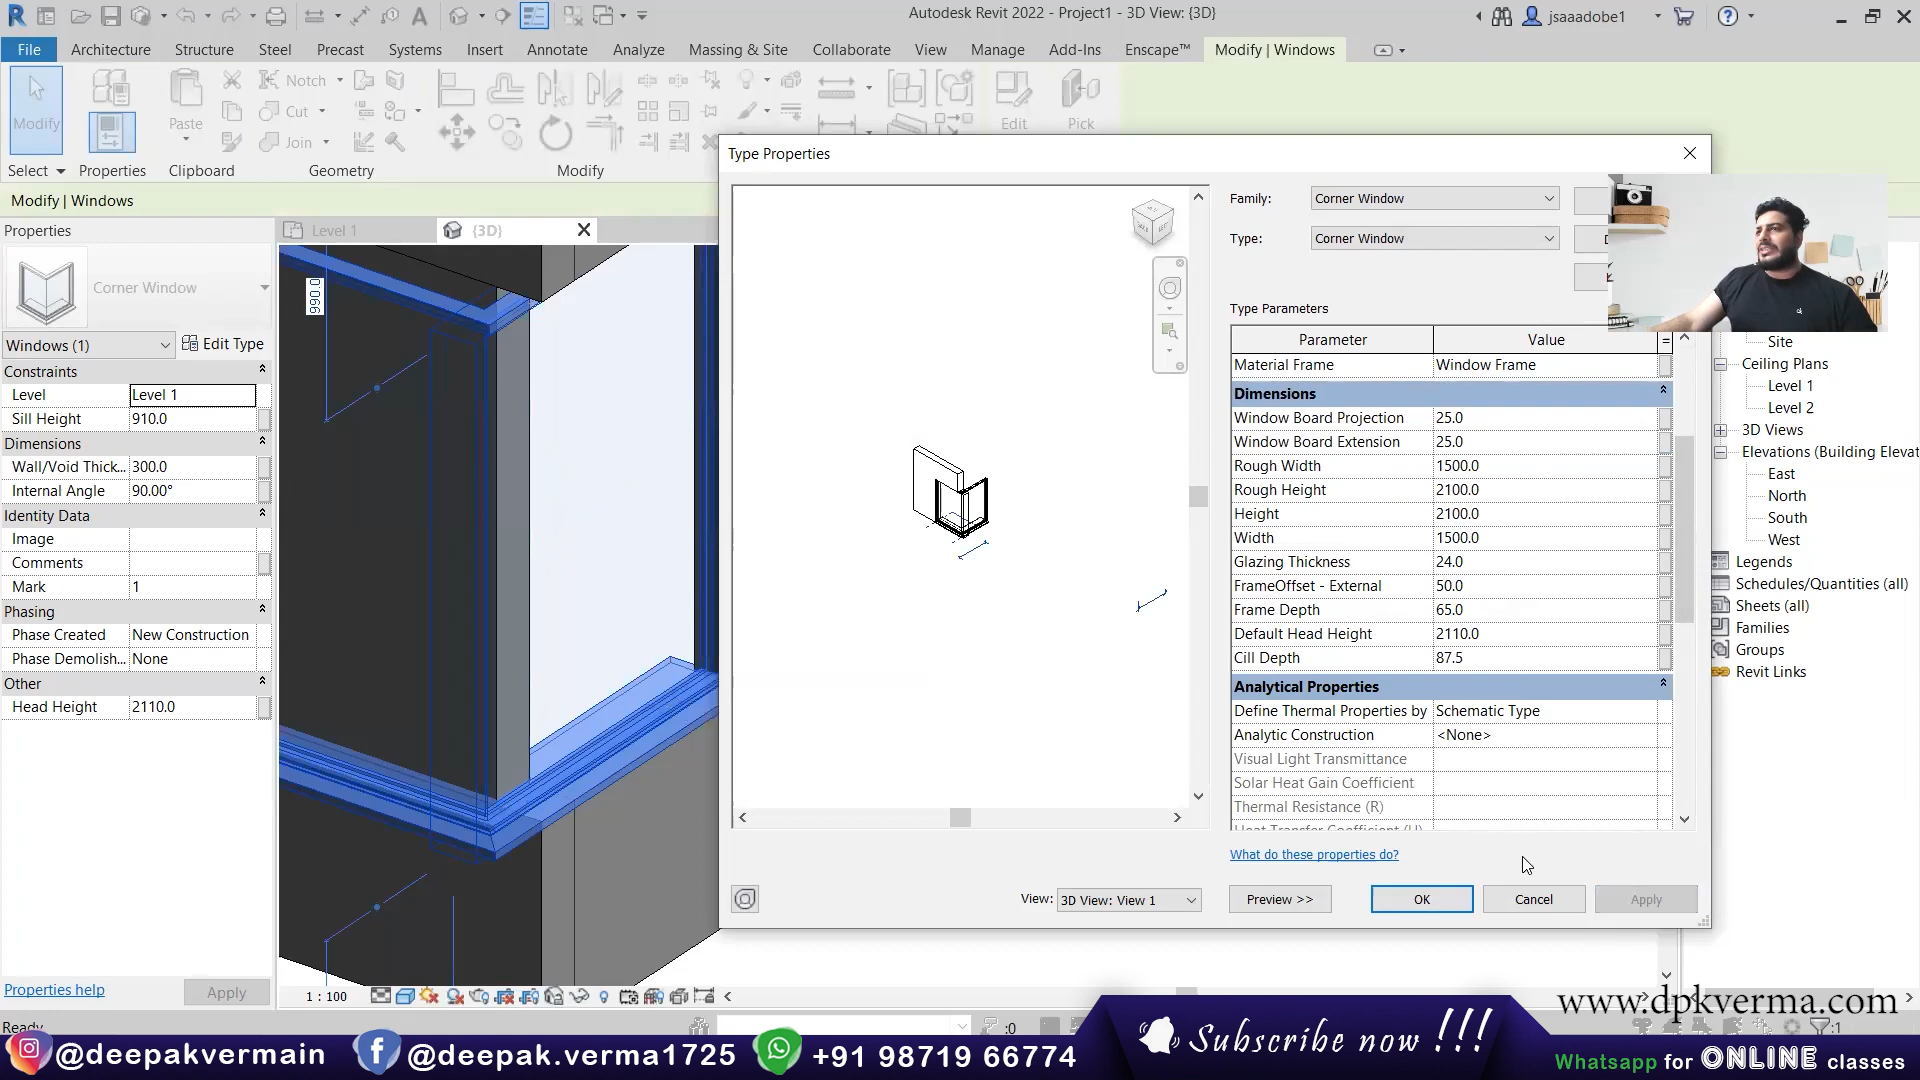 Autodesk Revit 2022 - Project1 - 3D View: {3D}
jsaaadobe1
File Architecture Structure Steel Precast Systems Insert Annotate Analyze Massing & Site Collaborate View Manage Add-Ins Enscape™ Modify | Windows
Modify
Paste
Notch
Cut
Join
Edit
Pick
Select Properties Clipboard Geometry Modify
Modify | Windows
Properties
Corner Window
Windows (1) Edit Type
Constraints
Level Level 1
Sill Height 910.0
Dimensions
Wall/Void Thick... 300.0
Internal Angle 90.00°
Identity Data
Image
Comments
Mark 1
Phasing
Phase Created New Construction
Phase Demolish... None
Other
Head Height 2110.0
Properties help Apply
Level 1 {3D}
990.0
1 : 100
Type Properties
Family: Corner Window
Type: Corner Window
Type Parameters
Parameter Value =
Material Frame Window Frame
Dimensions
Window Board Projection 25.0
Window Board Extension 25.0
Rough Width 1500.0
Rough Height 2100.0
Height 2100.0
Width 1500.0
Glazing Thickness 24.0
FrameOffset - External 50.0
Frame Depth 65.0
Default Head Height 2110.0
Cill Depth 87.5
Analytical Properties
Define Thermal Properties by Schematic Type
Analytic Construction <None>
Visual Light Transmittance
Solar Heat Gain Coefficient
Thermal Resistance (R)
What do these properties do?
View: 3D View: View 1 Preview >> OK Cancel Apply
Site
Ceiling Plans
Level 1
Level 2
3D Views
Elevations (Building Elevat
East
North
South
West
Legends
Schedules/Quantities (all)
Sheets (all)
Families
Groups
Revit Links
Ready
:0
:1
www.dpkverma.com
@deepakvermain @deepak.verma1725 +91 98719 66774
Subscribe now !!!
Whatsapp for ONLINE classes